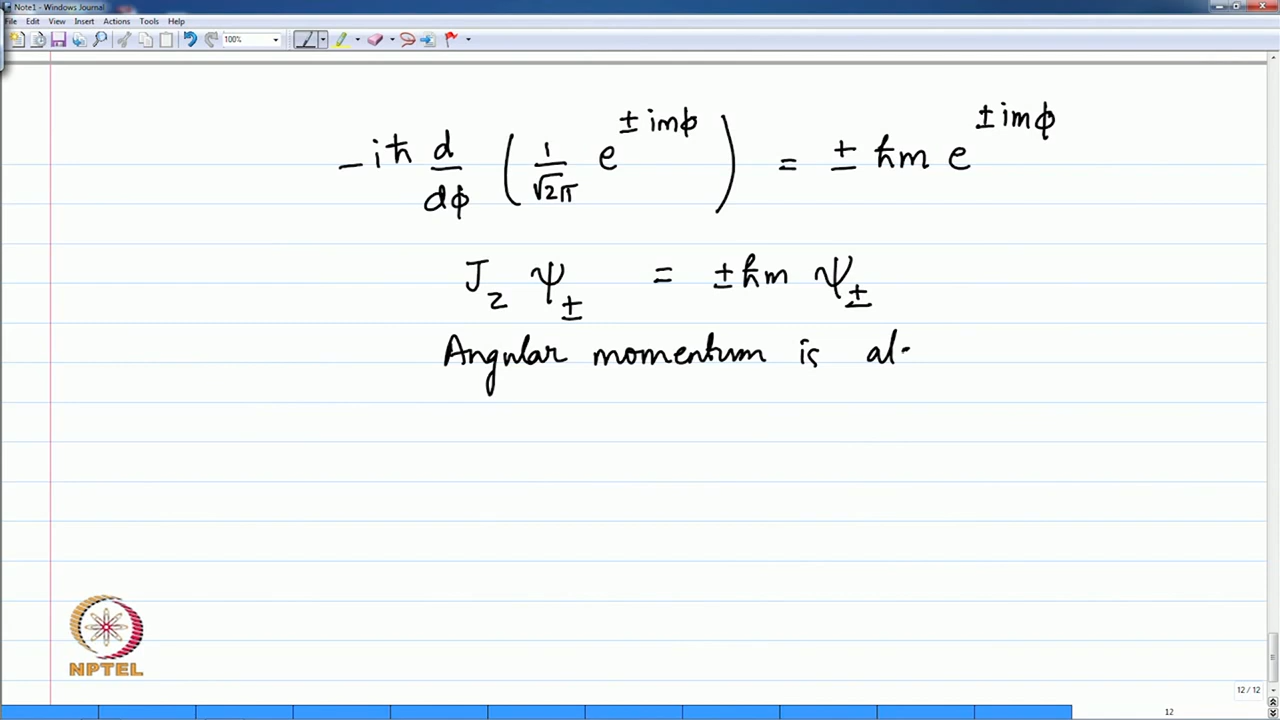 Note1 - Windows Journal
File Edit View Insert Actions Tools Help
100%
-iℏ d/dϕ ( 1/√2π e^{± imϕ} ) = ± ℏm e^{± imϕ}
J_z ψ_± = ± ℏm ψ_±
Angular momentum is al
NPTEL
12 / 12
12